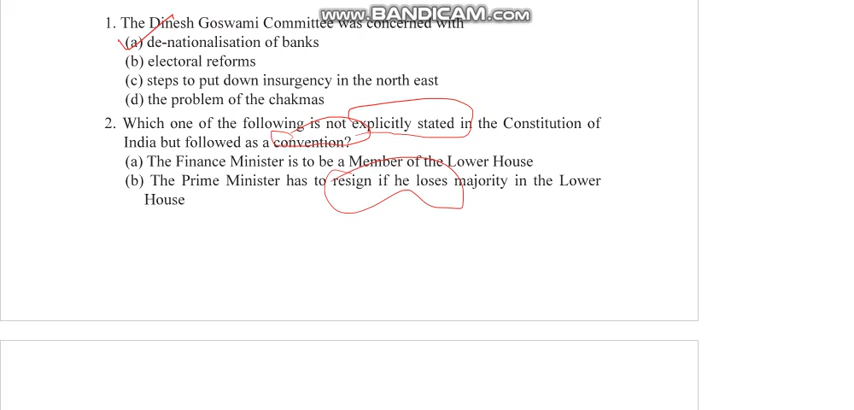 www.BANDICAM.com
1. The Dinesh Goswami Committee was concerned with
(a) de-nationalisation of banks
(b) electoral reforms
(c) steps to put down insurgency in the north east
(d) the problem of the chakmas
2. Which one of the following is not explicitly stated in the Constitution of
India but followed as a convention?
(a) The Finance Minister is to be a Member of the Lower House
(b) The Prime Minister has to resign if he loses majority in the Lower
House